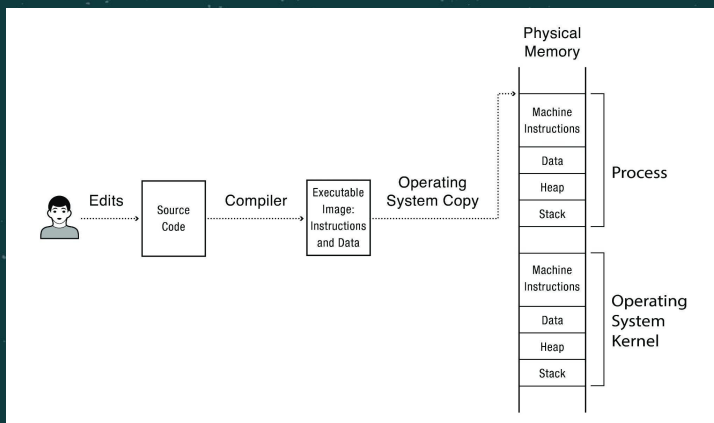 Physical
Memory
Edits
Source
Code
Compiler
Executable
Image:
Instructions
and Data
Operating
System Copy
Machine
Instructions
Data
Heap
Stack
Process
Machine
Instructions
Data
Heap
Stack
Operating
System
Kernel